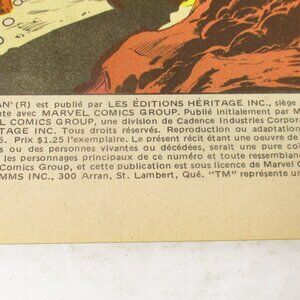 AN' (R) est publié par LES ÉDITIONS HÉRITAGE INC., siège
nte avec MARVEL COMICS GROUP. Publié initialement par M
EL COMICS GROUP, une division de Cadence Industries Corpora
TAGE INC. Tous droits réservés. Reproduction ou adaptation
5. Prix $1.25 l'exemplaire. Le présent récit étant une oeuvre de
s ou des personnes vivantes ou décédées, serait une pure coï
les personnages principaux de ce numéro et toute ressemblan
Comics Group, et cette publication est sous licence de Marvel C
MMS INC., 300 Arran, St. Lambert, Qué. "TM" représente un